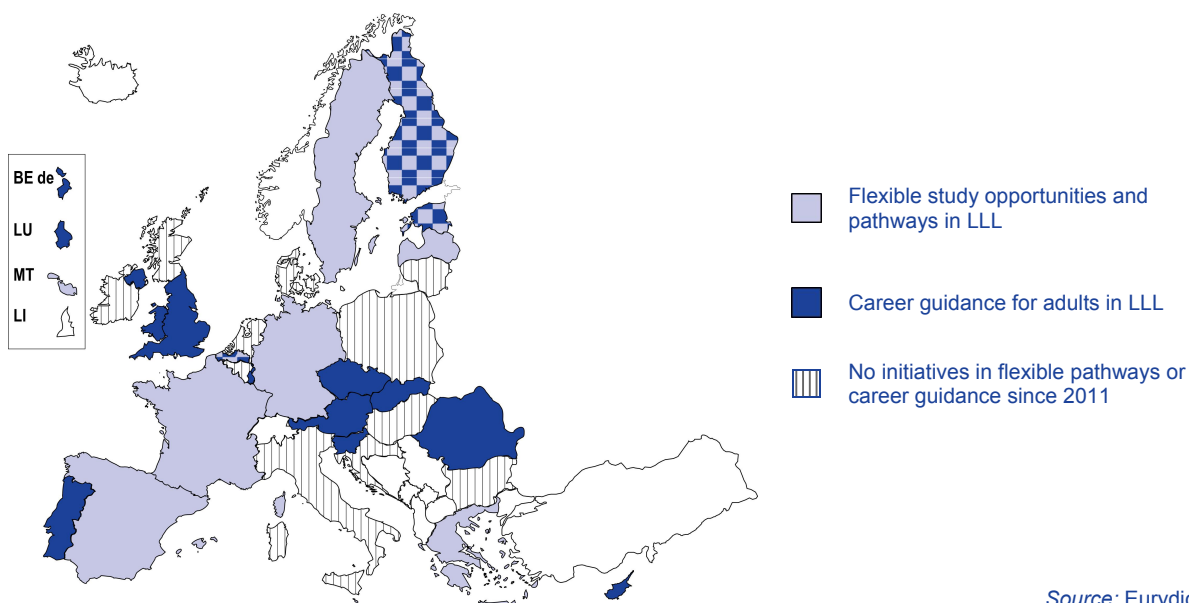 BE de
LU
MT
LI
Flexible study opportunities and
pathways in LLL
Career guidance for adults in LLL
No initiatives in flexible pathways or
career guidance since 2011
Source: Eurydic